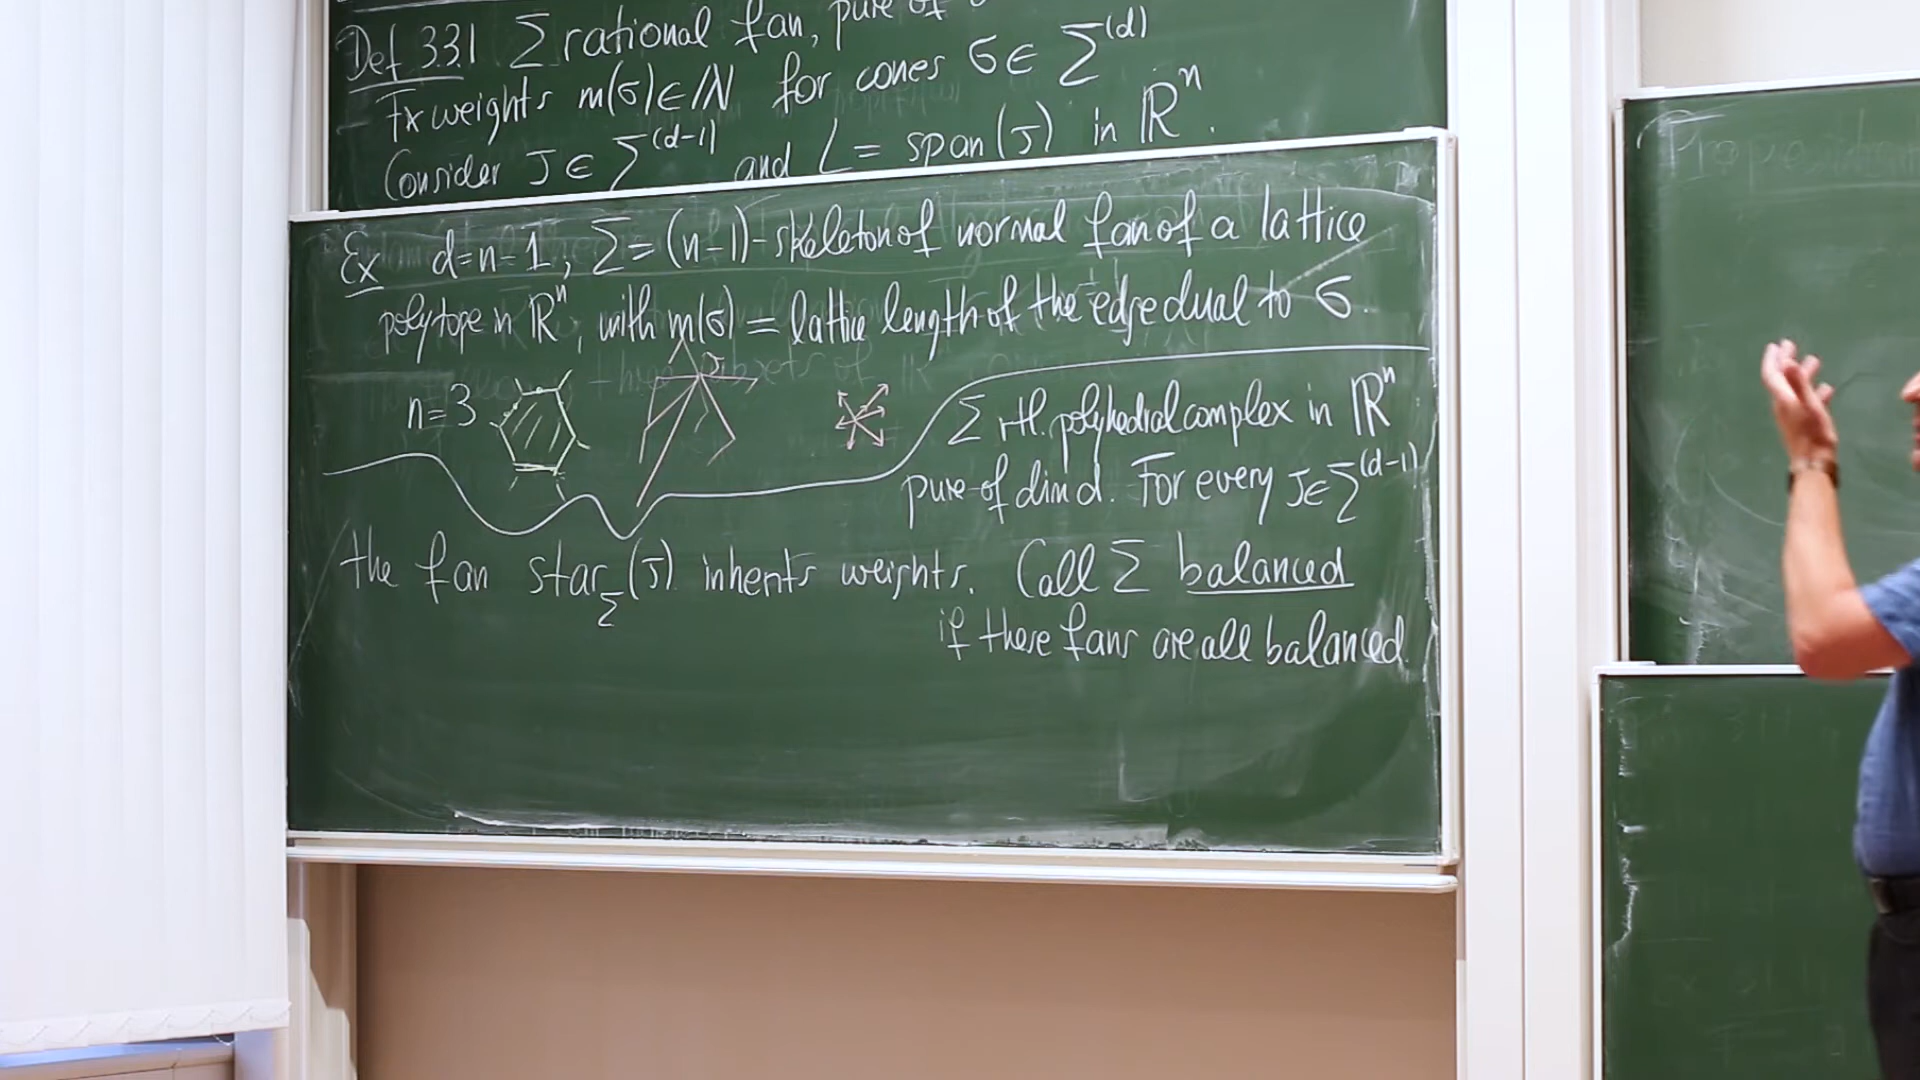 Def 3.3.1 Σ rational fan, pure of
Fix weights m(σ)∈ℕ for cones σ∈ Σ^(d)
Consider τ∈ Σ^(d-1) and L = span(τ) in ℝ^n.
Ex d=n-1, Σ = (n-1)-skeleton of normal fan of a lattice
polytope in ℝ^n, with m(σ) = lattice length of the edge dual to σ.
n=3
Σ rtl. polyhedral complex in ℝ^n
pure of dim d. For every τ∈Σ^(d-1)
the fan star_Σ(τ) inherits weights. Call Σ balanced
if these fans are all balanced